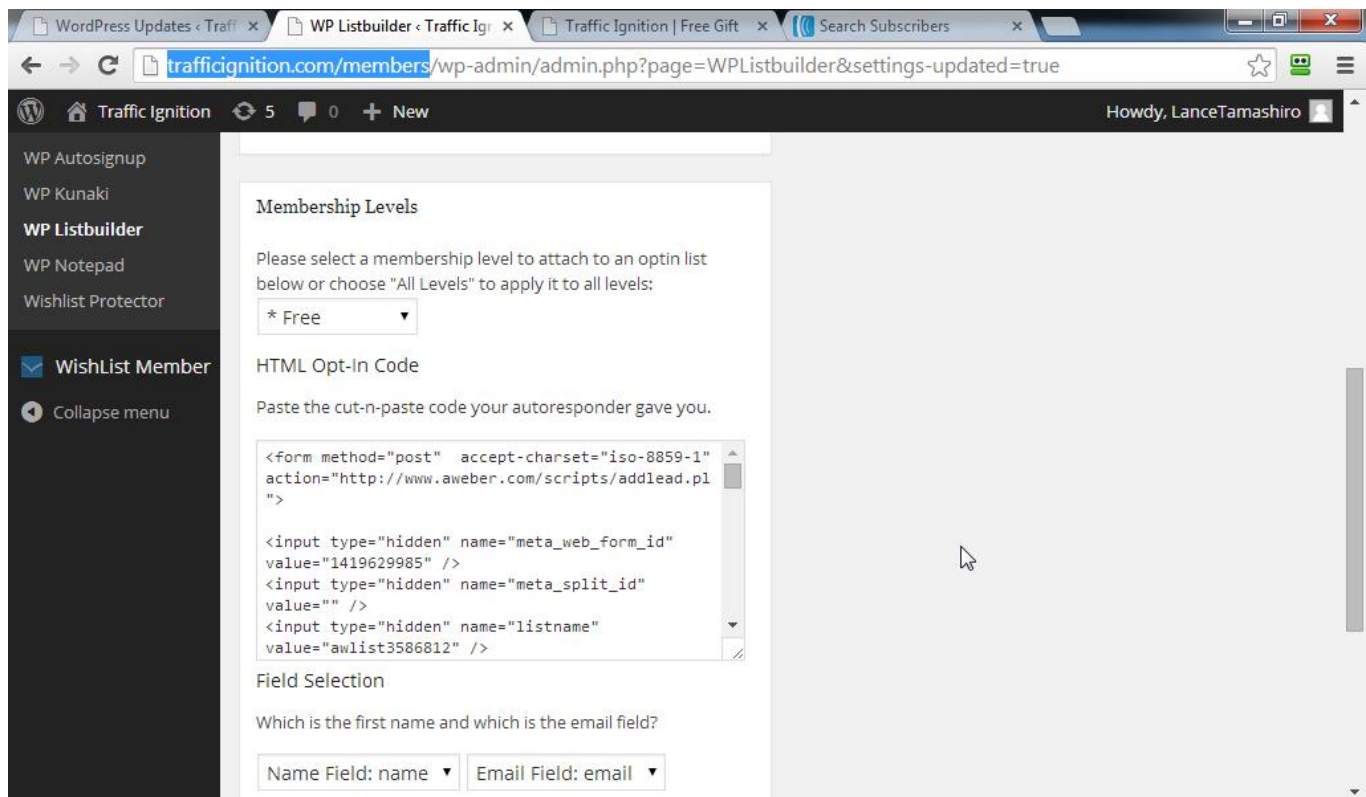 WordPress Updates ‹ Traff
WP Listbuilder ‹ Traffic Igr
Traffic Ignition | Free Gift
Search Subscribers
trafficignition.com/members/wp-admin/admin.php?page=WPListbuilder&settings-updated=true
Traffic Ignition 5 0 + New Howdy, LanceTamashiro
WP Autosignup
WP Kunaki
WP Listbuilder
WP Notepad
Wishlist Protector
WishList Member
Collapse menu
Membership Levels
Please select a membership level to attach to an optin list
below or choose "All Levels" to apply it to all levels:
* Free
HTML Opt-In Code
Paste the cut-n-paste code your autoresponder gave you.
<form method="post"  accept-charset="iso-8859-1"
action="http://www.aweber.com/scripts/addlead.pl
">
<input type="hidden" name="meta_web_form_id"
value="1419629985" />
<input type="hidden" name="meta_split_id"
value="" />
<input type="hidden" name="listname"
value="awlist3586812" />
Field Selection
Which is the first name and which is the email field?
Name Field: name Email Field: email